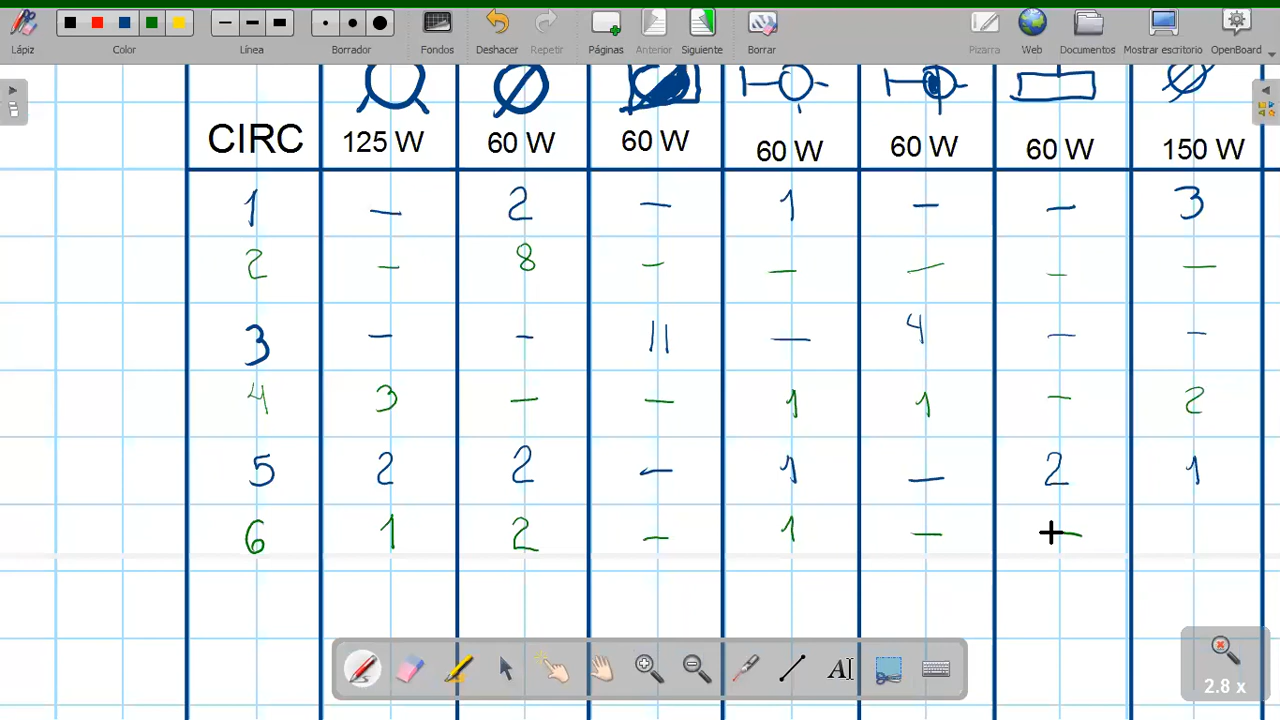 Lápiz Color Línea Borrador Fondos Deshacer Repetir Páginas Anterior Siguiente Borrar Pizarra Web Documentos Mostrar escritorio OpenBoard
CIRC 125 W 60 W 60 W 60 W 60 W 60 W 150 W
1 – 2 – 1 – – 3
2 – 8 – – – – –
3 – – 11 – 4 – –
4 3 – – 1 1 – 2
5 2 2 – 1 – 2 1
6 1 2 – 1 – –
2.8 x